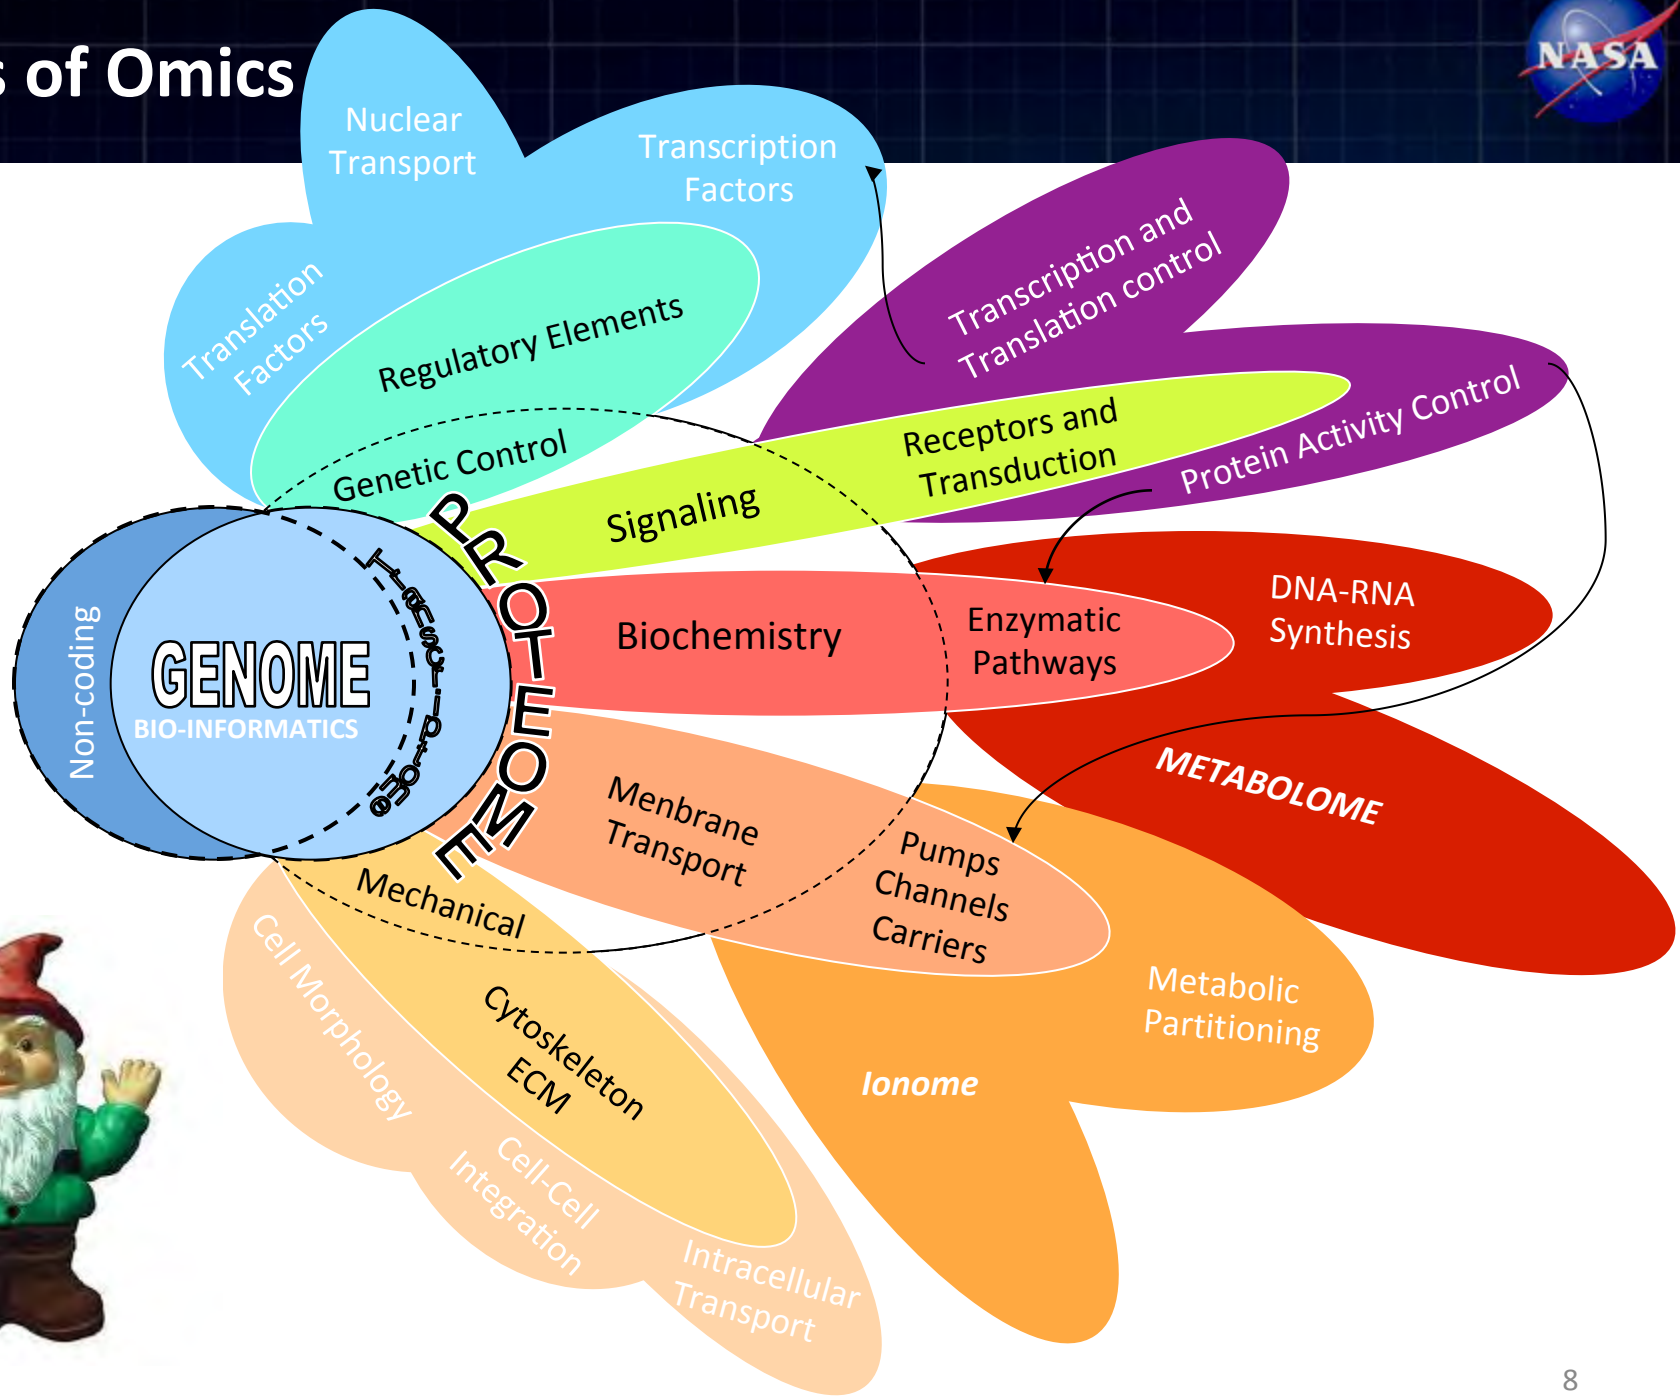 s of Omics
NASA
Nuclear
Transport
Transcription
Factors
Translation
Factors
Regulatory Elements
Genetic Control
Transcription and
Translation control
Protein Activity Control
Receptors and
Transduction
Signaling
PROTEOME
Transcriptome
Non-coding
GENOME
BIO-INFORMATICS
Biochemistry
Enzymatic
Pathways
DNA-RNA
Synthesis
METABOLOME
Menbrane
Transport
Pumps
Channels
Carriers
Metabolic
Partitioning
Ionome
Mechanical
Cytoskeleton
ECM
Cell Morphology
Cell-Cell
Integration
Intracellular
Transport
8